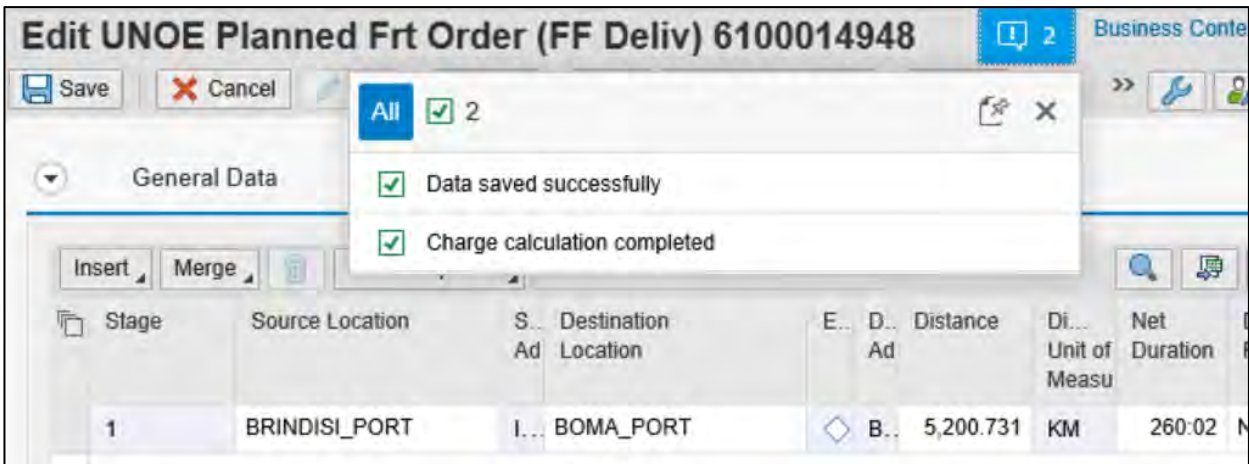 Edit UNOE Planned Frt Order (FF Deliv) 6100014948
2
Business Conte
Save
Cancel
>>
All
2
General Data
Data saved successfully
Charge calculation completed
Insert
Merge
Stage Source Location S.. Ad Destination Location E.. D.. Ad Distance Di... Unit of Measu Net Duration
1 BRINDISI_PORT I... BOMA_PORT B.. 5,200.731 KM 260:02 N